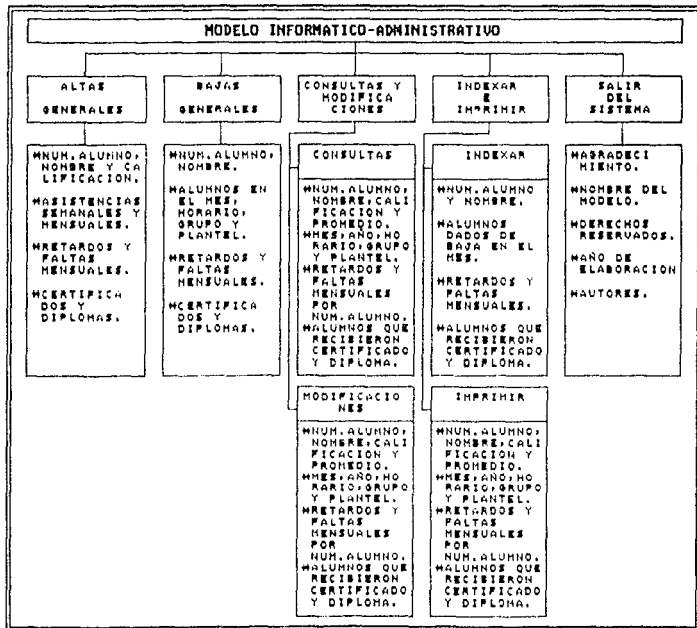 MODELO INFORMATICO-ADMINISTRATIVO
ALTAS
GENERALES
*NUM.ALUMNO,
NOMBRE Y CA
LIFICACION.
*ASISTENCIAS
SEMANALES Y
MENSUALES.
*RETARDOS Y
FALTAS
MENSUALES.
*CERTIFICA
DOS Y
DIPLOMAS.
BAJAS
GENERALES
*NUM.ALUMNO,
NOMBRE.
*ALUMNOS EN
EL MES,
HORARIO,
GRUPO Y
PLANTEL.
*RETARDOS Y
FALTAS
MENSUALES.
*CERTIFICA
DOS Y
DIPLOMAS.
CONSULTAS Y
MODIFICA
CIONES
CONSULTAS
*NUM.ALUMNO,
NOMBRE,CALI
FICACION Y
PROMEDIO.
*MES,AÑO,HO
RARIO,GRUPO
Y PLANTEL.
*RETARDOS Y
FALTAS
MENSUALES
POR
NUM.ALUMNO.
*ALUMNOS QUE
RECIBIERON
CERTIFICADO
Y DIPLOMA.
MODIFICACIO
NES
*NUM.ALUMNO,
NOMBRE,CALI
FICACION Y
PROMEDIO.
*MES,AÑO,HO
RARIO,GRUPO
Y PLANTEL.
*RETARDOS Y
FALTAS
MENSUALES
POR
NUM.ALUMNO.
*ALUMNOS QUE
RECIBIERON
CERTIFICADO
Y DIPLOMA.
INDEXAR
E
IMPRIMIR
INDEXAR
*NUM.ALUMNO
Y NOMBRE.
*ALUMNOS
DADOS DE
BAJA EN EL
MES.
*RETARDOS Y
FALTAS
MENSUALES.
*ALUMNOS QUE
RECIBIERON
CERTIFICADO
Y DIPLOMA.
IMPRIMIR
*NUM.ALUMNO,
NOMBRE,CALI
FICACION Y
PROMEDIO.
*MES,AÑO,HO
RARIO,GRUPO
Y PLANTEL.
*RETARDOS Y
FALTAS
MENSUALES
POR
NUM.ALUMNO.
*ALUMNOS QUE
RECIBIERON
CERTIFICADO
Y DIPLOMA.
SALIR
DEL
SISTEMA
*AGRADECI
MIENTO.
*NOMBRE DEL
MODELO.
*DERECHOS
RESERVADOS.
*AÑO DE
ELABORACION
*AUTORES.